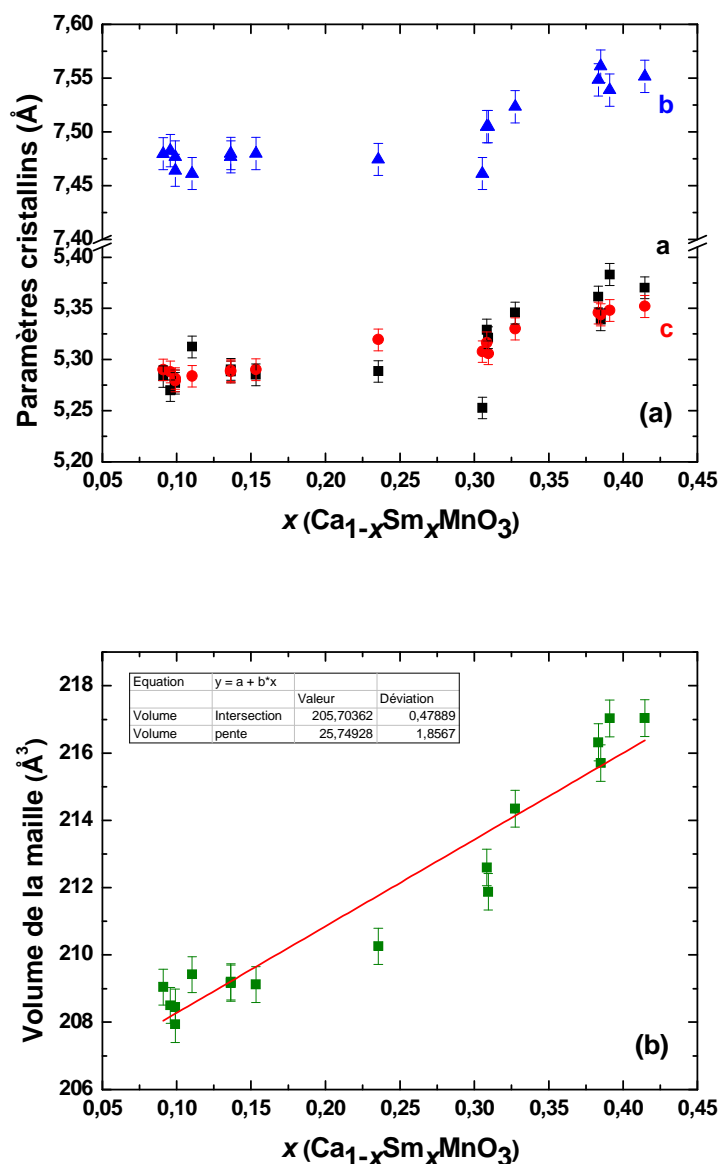 7,60
7,55
7,50
7,45
7,40
5,40
5,35
5,30
5,25
5,20
Paramètres cristallins (Å)
b
a
c
(a)
0,05 0,10 0,15 0,20 0,25 0,30 0,35 0,40 0,45
x (Ca1-xSmxMnO3)
218
216
214
212
210
208
206
Volume de la maille (Å3)
Equation y = a + b*x
Valeur Déviation
Volume Intersection 205,70362 0,47889
Volume pente 25,74928 1,8567
(b)
0,05 0,10 0,15 0,20 0,25 0,30 0,35 0,40 0,45
x (Ca1-xSmxMnO3)